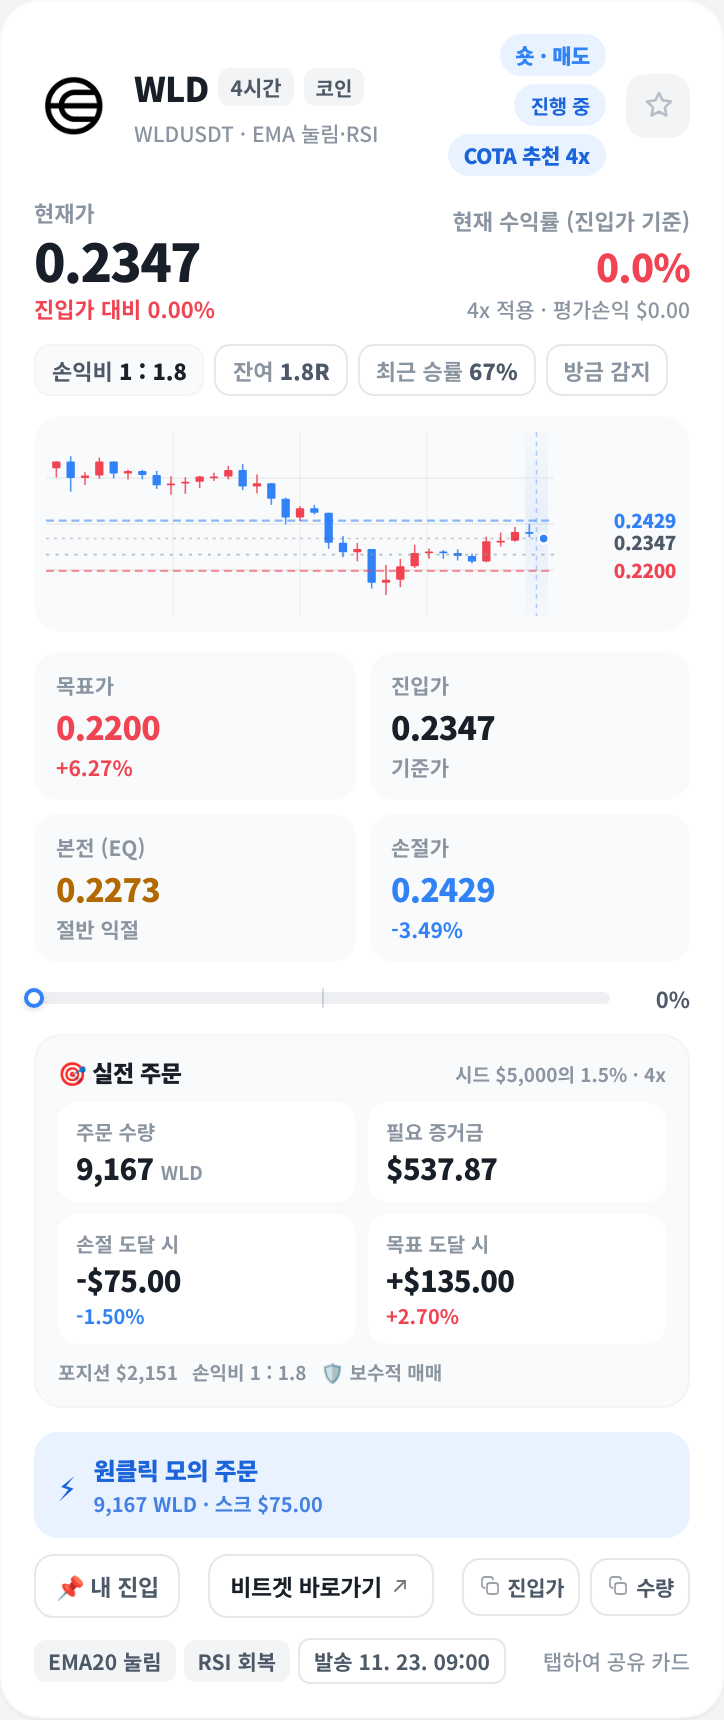 WLD 4시간 코인
WLDUSDT · EMA 눌림·RSI
숏 · 매도
진행 중
COTA 추천 4x
현재가
0.2347
진입가 대비 0.00%
현재 수익률 (진입가 기준)
0.0%
4x 적용 · 평가손익 $0.00
손익비 1 : 1.8 잔여 1.8R 최근 승률 67% 방금 감지
0.2429
0.2347
0.2200
목표가
0.2200
+6.27%
진입가
0.2347
기준가
본전 (EQ)
0.2273
절반 익절
손절가
0.2429
-3.49%
0%
🎯 실전 주문 시드 $5,000의 1.5% · 4x
주문 수량
9,167 WLD
필요 증거금
$537.87
손절 도달 시
-$75.00
-1.50%
목표 도달 시
+$135.00
+2.70%
포지션 $2,151 손익비 1 : 1.8 🛡️ 보수적 매매
⚡ 원클릭 모의 주문
9,167 WLD · 스크 $75.00
📌 내 진입 비트겟 바로가기 ↗ 진입가 수량
EMA20 눌림 RSI 회복 발송 11. 23. 09:00 탭하여 공유 카드